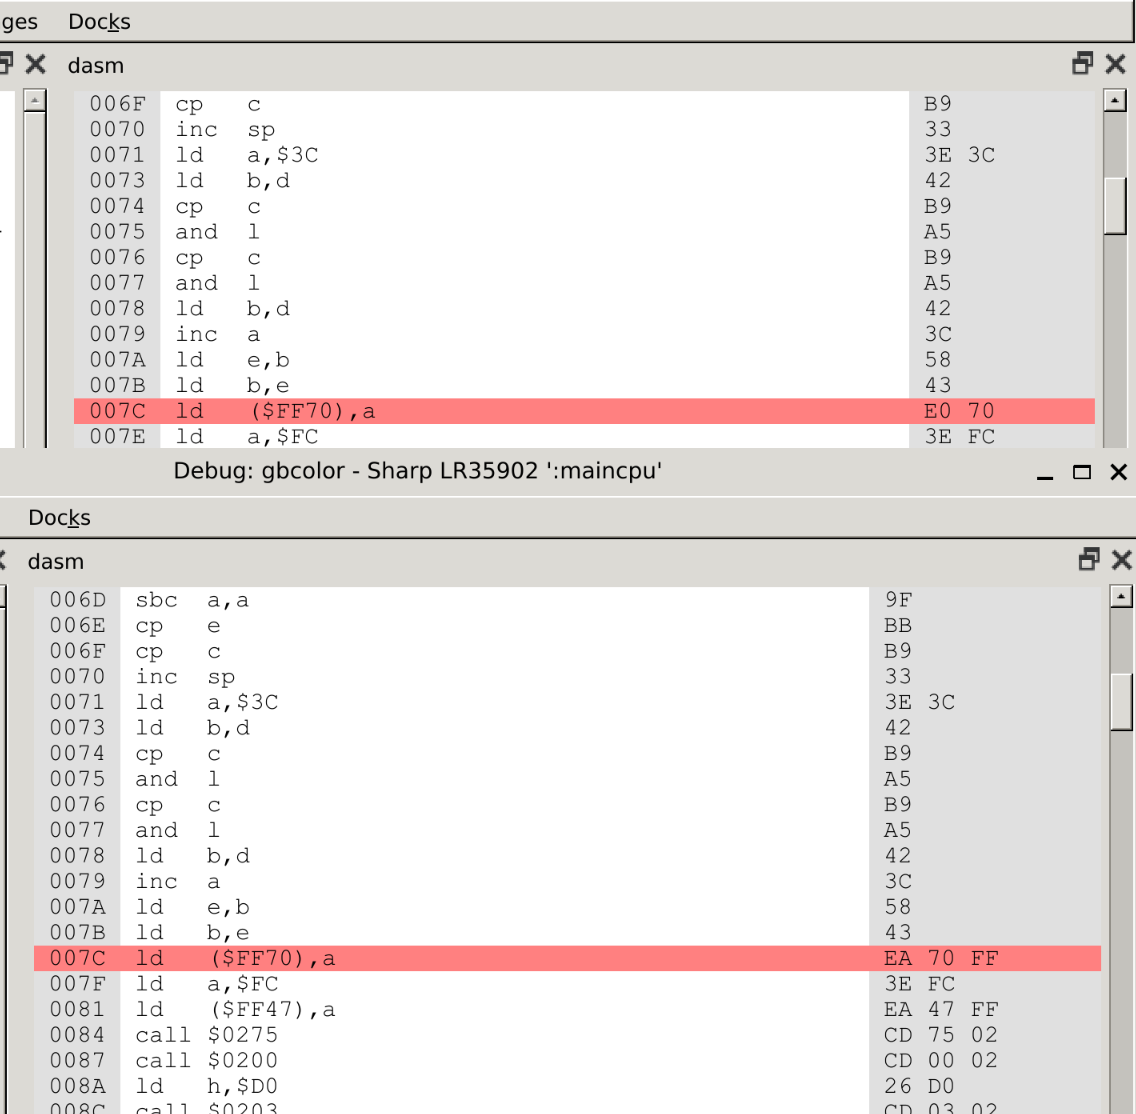 ges Docks
dasm
006F cp c B9
0070 inc sp 33
0071 ld a,$3C 3E 3C
0073 ld b,d 42
0074 cp c B9
0075 and l A5
0076 cp c B9
0077 and l A5
0078 ld b,d 42
0079 inc a 3C
007A ld e,b 58
007B ld b,e 43
007C ld ($FF70),a E0 70
007E ld a,$FC 3E FC
Debug: gbcolor - Sharp LR35902 ':maincpu'
Docks
dasm
006D sbc a,a 9F
006E cp e BB
006F cp c B9
0070 inc sp 33
0071 ld a,$3C 3E 3C
0073 ld b,d 42
0074 cp c B9
0075 and l A5
0076 cp c B9
0077 and l A5
0078 ld b,d 42
0079 inc a 3C
007A ld e,b 58
007B ld b,e 43
007C ld ($FF70),a EA 70 FF
007F ld a,$FC 3E FC
0081 ld ($FF47),a EA 47 FF
0084 call $0275 CD 75 02
0087 call $0200 CD 00 02
008A ld h,$D0 26 D0
008C call $0203 CD 03 02